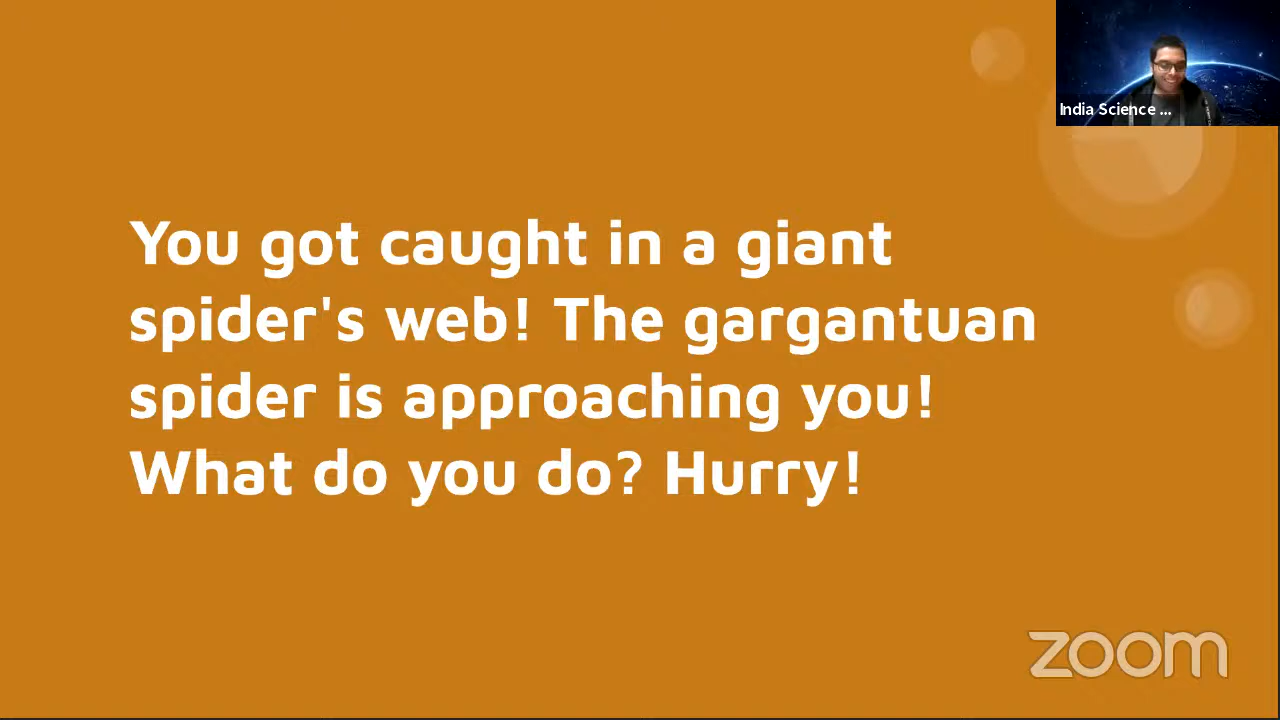 India Science ...
You got caught in a giant
spider's web! The gargantuan
spider is approaching you!
What do you do? Hurry!
zoom